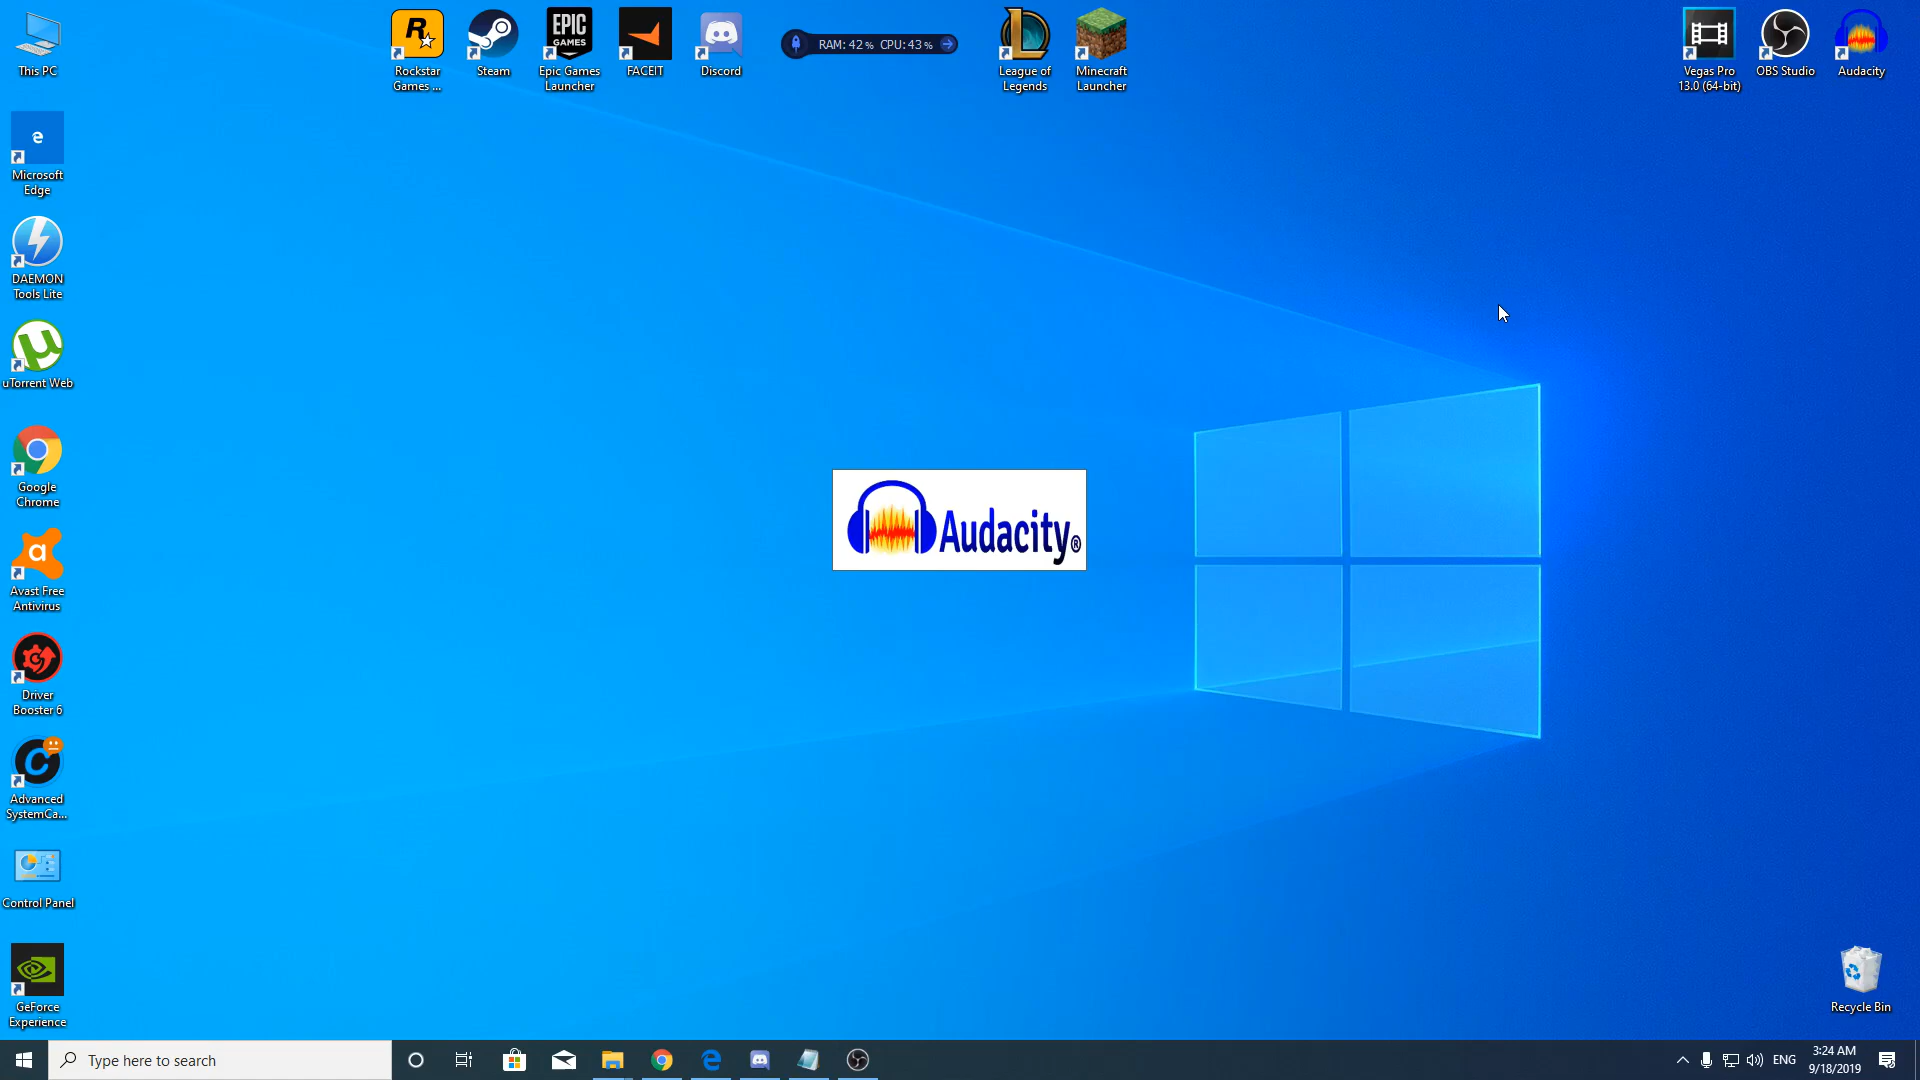 This PC
Rockstar
Games ...
Steam
EPIC
GAMES
Epic Games
Launcher
FACEIT
Discord
RAM: 42% CPU: 43%
League of
Legends
Minecraft
Launcher
Vegas Pro
13.0 (64-bit)
OBS Studio
Audacity
Microsoft
Edge
DAEMON
Tools Lite
uTorrent Web
Google
Chrome
Avast Free
Antivirus
Driver
Booster 6
Advanced
SystemCa...
Control Panel
GeForce
Experience
Audacity®
Recycle Bin
Type here to search
ENG
3:24 AM
9/18/2019